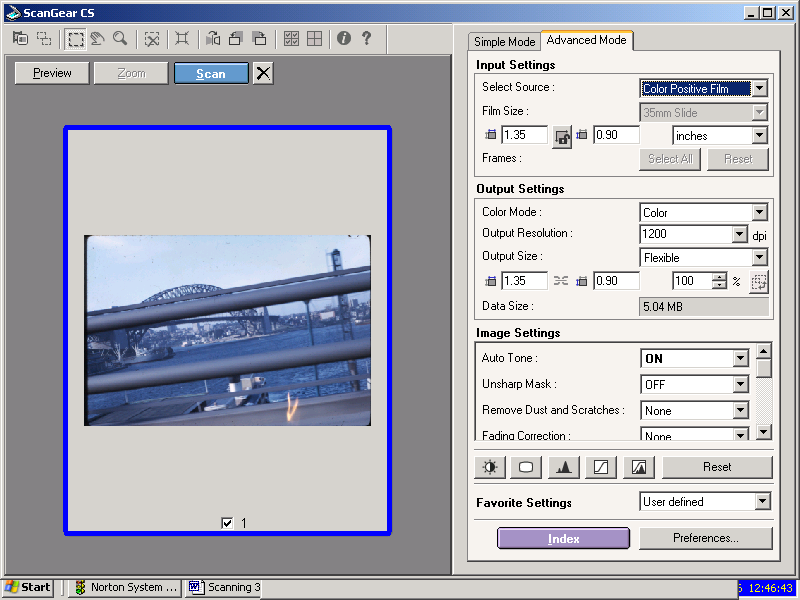 ScanGear CS
Preview
Zoom
Scan
1
Simple Mode
Advanced Mode
Input Settings
Select Source :
Color Positive Film
Film Size :
35mm Slide
1.35
0.90
inches
Frames :
Select All
Reset
Output Settings
Color Mode :
Color
Output Resolution :
1200
dpi
Output Size :
Flexible
1.35
0.90
100
%
Data Size :
5.04 MB
Image Settings
Auto Tone :
ON
Unsharp Mask :
OFF
Remove Dust and Scratches :
None
Fading Correction :
None
Reset
Favorite Settings
User defined
Index
Preferences...
Start
Norton System ...
Scanning 3
12:46:43